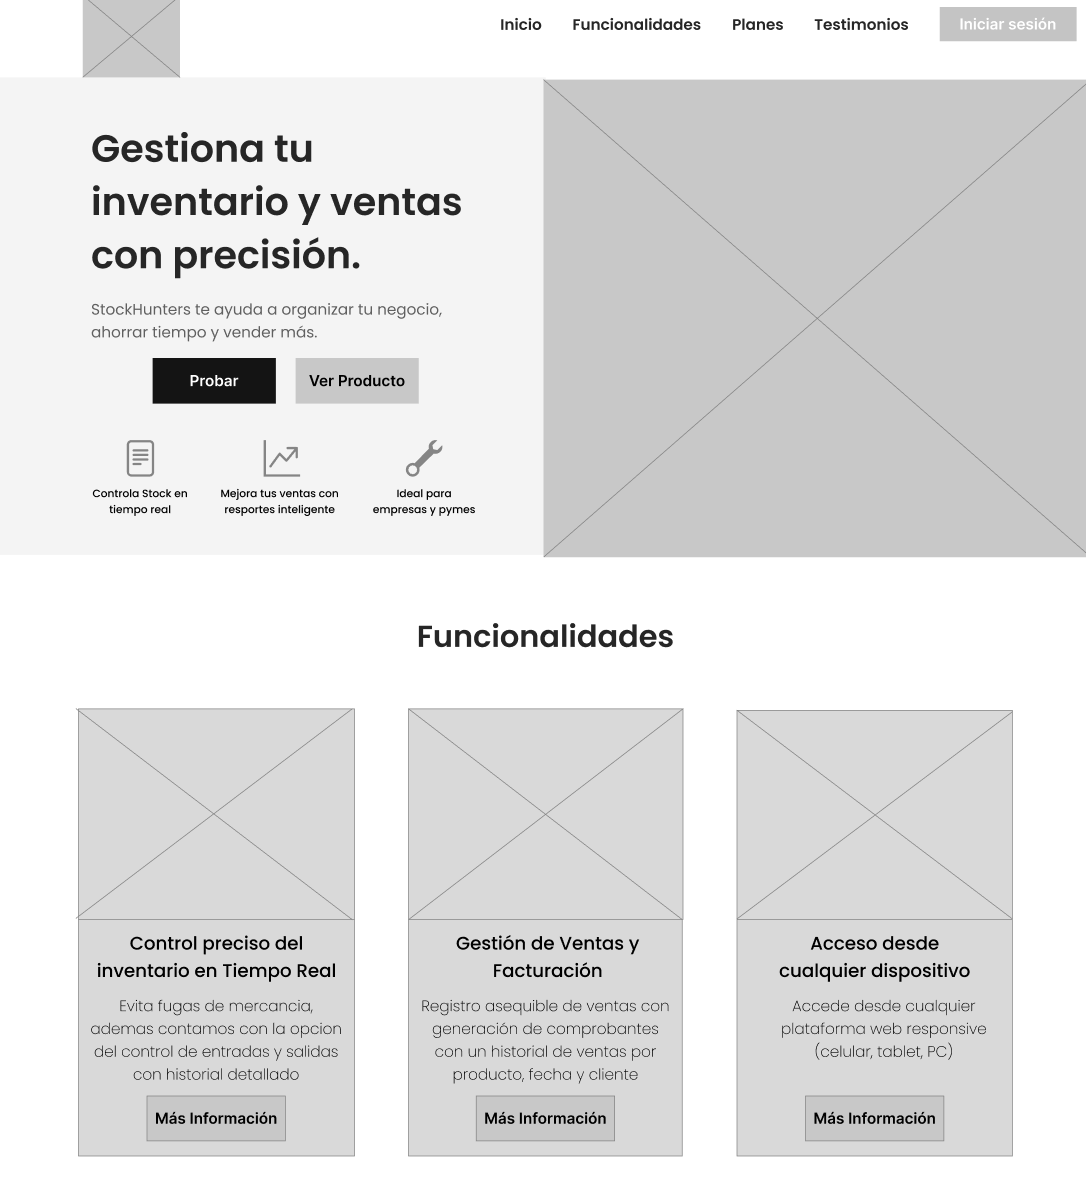 Inicio
Funcionalidades
Planes
Testimonios
Iniciar sesión
Gestiona tu
inventario y ventas
con precisión.
StockHunters te ayuda a organizar tu negocio,
ahorrar tiempo y vender más.
Probar
Ver Producto
Controla Stock en
tiempo real
Mejora tus ventas con
resportes inteligente
Ideal para
empresas y pymes
Funcionalidades
Control preciso del
inventario en Tiempo Real
Evita fugas de mercancia,
ademas contamos con la opcion
del control de entradas y salidas
con historial detallado
Más Información
Gestión de Ventas y
Facturación
Registro asequible de ventas con
generación de comprobantes
con un historial de ventas por
producto, fecha y cliente
Más Información
Acceso desde
cualquier dispositivo
Accede desde cualquier
plataforma web responsive
(celular, tablet, PC)
Más Información